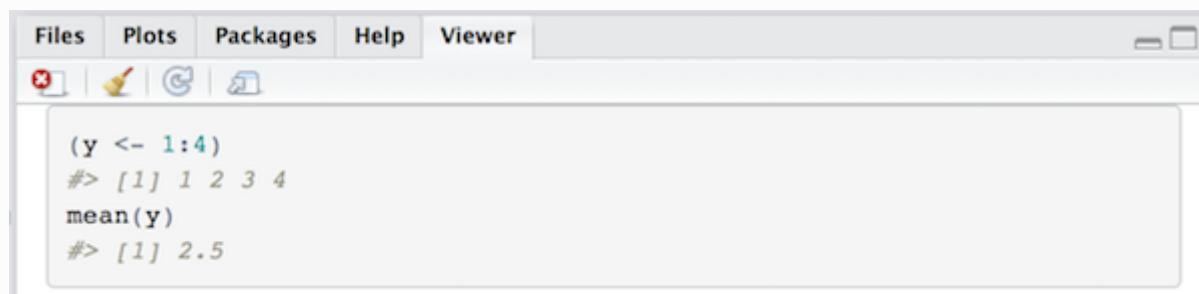 Files Plots Packages Help Viewer
(y <- 1:4)
#> [1] 1 2 3 4
mean(y)
#> [1] 2.5